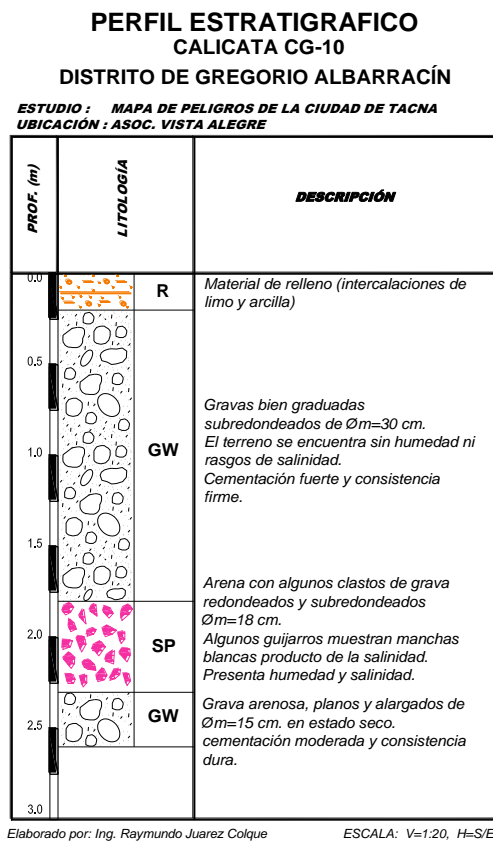 PERFIL ESTRATIGRAFICO
CALICATA CG-10
DISTRITO DE GREGORIO ALBARRACÍN
ESTUDIO : MAPA DE PELIGROS DE LA CIUDAD DE TACNA
UBICACIÓN : ASOC. VISTA ALEGRE
PROF. (m)
LITOLOGÍA
DESCRIPCIÓN
0.0
R
Material de relleno (intercalaciones de
limo y arcilla)
0.5
1.0
1.5
GW
Gravas bien graduadas
subredondeados de Øm=30 cm.
El terreno se encuentra sin humedad ni
rasgos de salinidad.
Cementación fuerte y consistencia
firme.
2.0
SP
Arena con algunos clastos de grava
redondeados y subredondeados
Øm=18 cm.
Algunos guijarros muestran manchas
blancas producto de la salinidad.
Presenta humedad y salinidad.
2.5
GW
Grava arenosa, planos y alargados de
Øm=15 cm. en estado seco.
cementación moderada y consistencia
dura.
3.0
Elaborado por: Ing. Raymundo Juarez Colque ESCALA: V=1:20, H=S/E